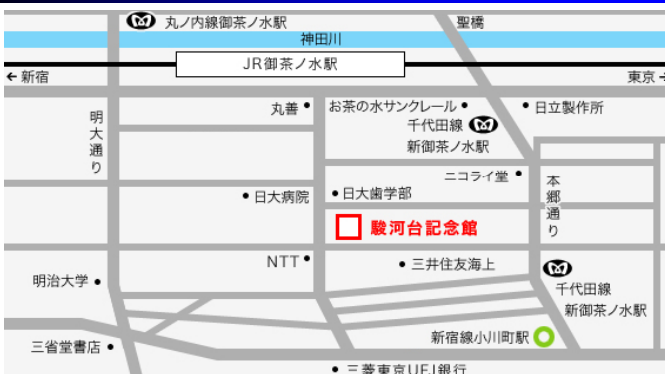 丸ノ内線御茶ノ水駅
聖橋
神田川
JR御茶ノ水駅
←新宿
東京→
丸善
お茶の水サンクレール
日立製作所
千代田線
新御茶ノ水駅
明大通り
ニコライ堂
本郷通り
日大病院
日大歯学部
駿河台記念館
NTT
三井住友海上
明治大学
千代田線
新御茶ノ水駅
新宿線小川町駅
三省堂書店
三菱東京UFJ銀行